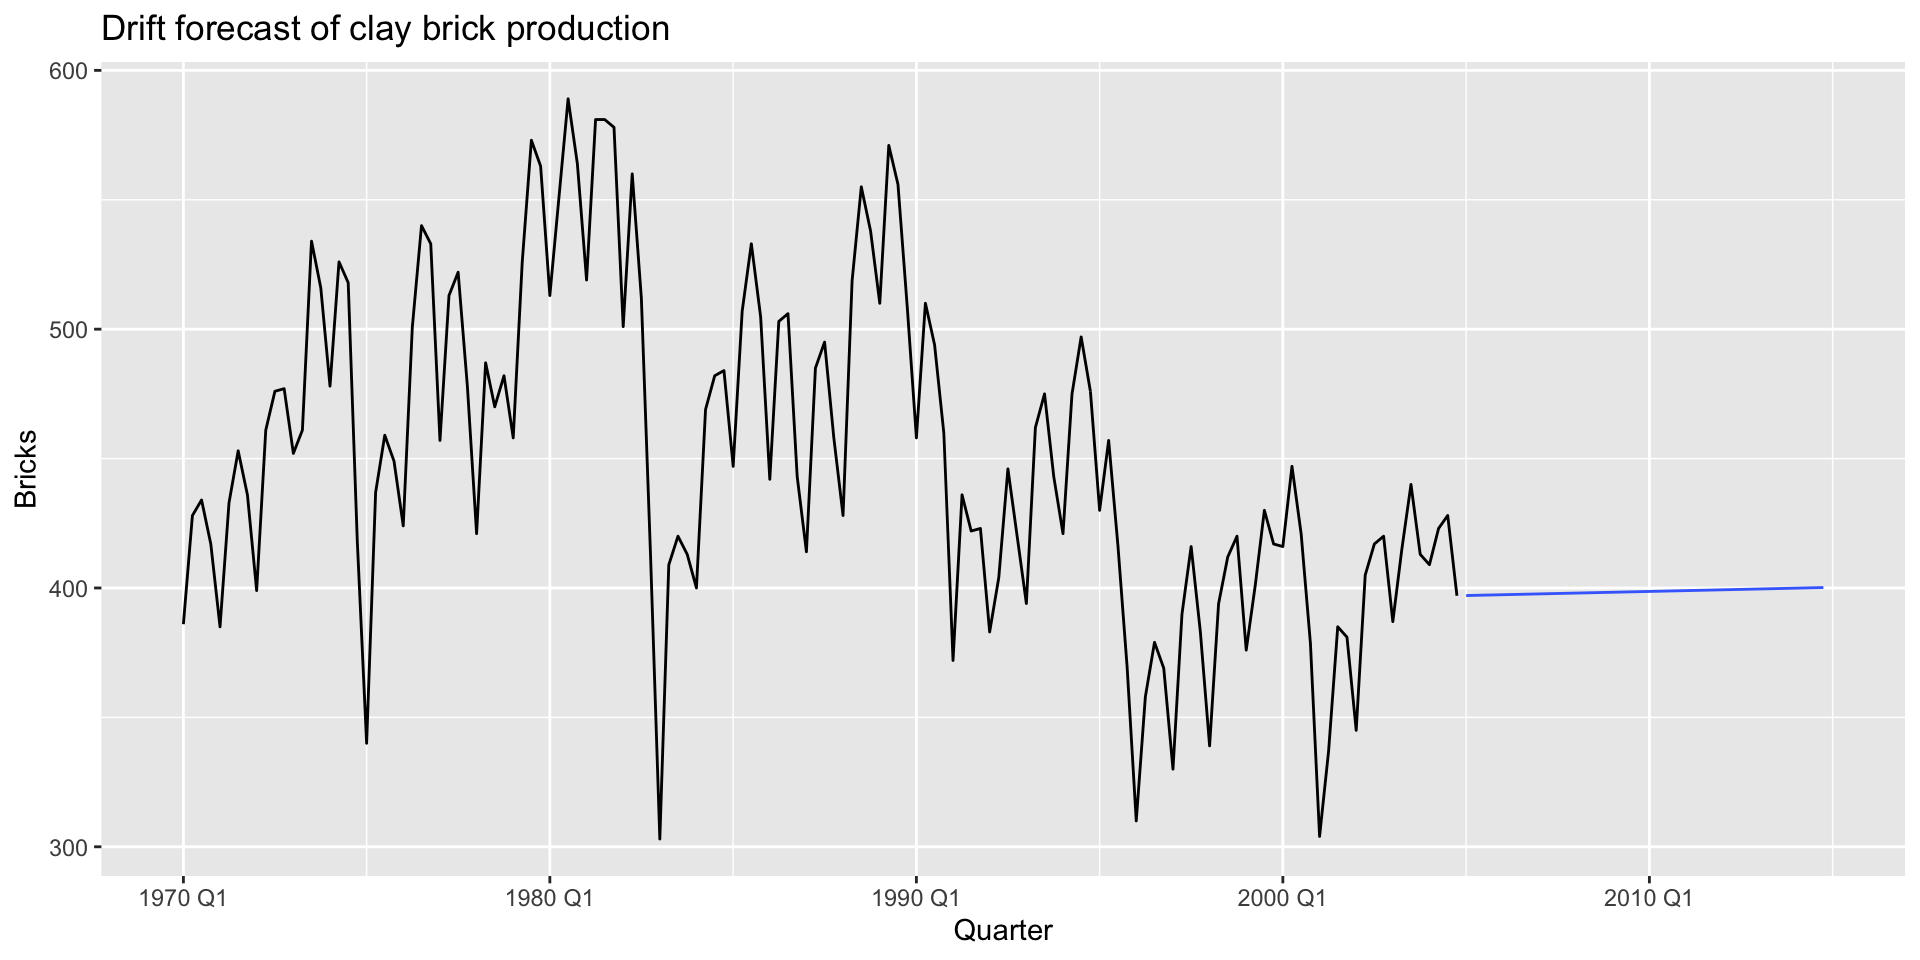 Drift forecast of clay brick production
600
500
400
300
Bricks
1970 Q1
1980 Q1
1990 Q1
2000 Q1
2010 Q1
Quarter